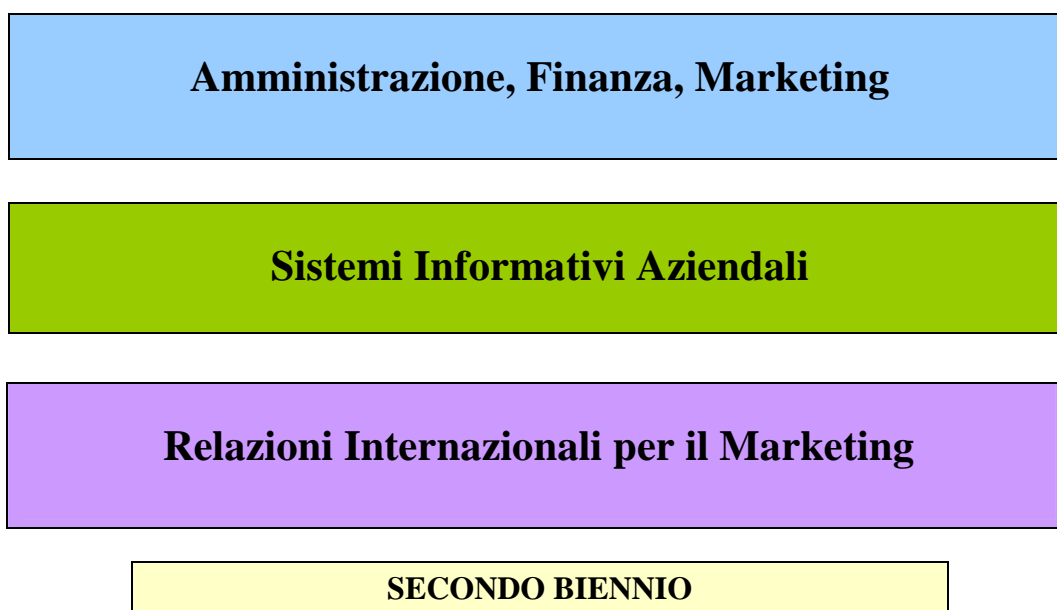 Amministrazione, Finanza, Marketing
Sistemi Informativi Aziendali
Relazioni Internazionali per il Marketing
SECONDO BIENNIO